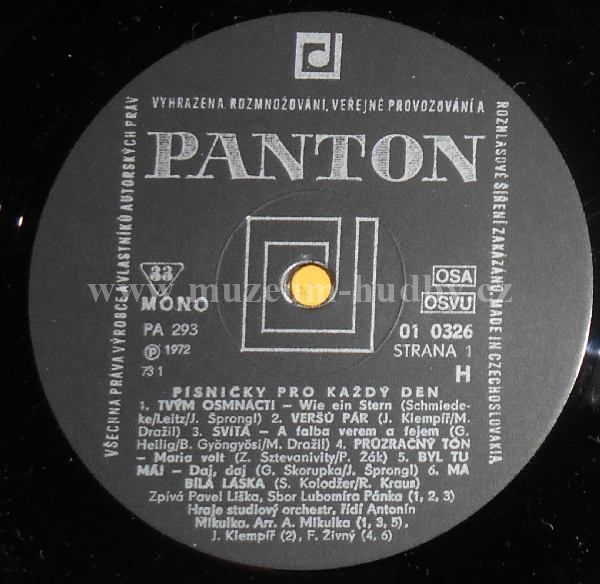 VYHRAZENA. ROZMNOŽOVÁNÍ, VEŘEJNÉ PROVOZOVÁNÍ A
ROZHLASOVÉ ŠÍŘENÍ ZAKÁZÁNO. MADE IN CZECHOSLOVAKIA
VŠECHNA PRÁVA VÝROBCE A VLASTNÍKŮ AUTORSKÝCH PRÁV
PANTON
33
MONO
PA 293
Ⓟ 1972
73 1
OSA
OSVU
01 0326
STRANA 1
H
www.muzeum-hudby.cz
PÍSNIČKY PRO KAŽDÝ DEN
1. TVÝM OSMNÁCTI – Wie ein Stern (Schmiede-
ke/Leitz/J. Šprongl) 2. VERŠŮ PÁR (J. Klempíř/M.
Dražil) 3. SVITÁ – A falba verem a fejem (G.
Heilig/B. Gyöngyösi/M. Dražil) 4. PRŮZRAČNÝ TÓN
– Maria volt (Z. Sztevanivity/P. Žák) 5. BYL TU
MÁJ – Daj, daj (G. Skorupka/J. Šprongl) 6. MÁ
BÍLÁ LÁSKA (S. Kolodžer/R. Kraus)
Zpívá Pavel Liška, Sbor Lubomíra Pánka (1, 2, 3)
Hraje studiový orchestr, řídí Antonín
Mikulka. Arr. A. Mikulka (1, 3, 5),
J. Klempíř (2), F. Živný (4, 6)